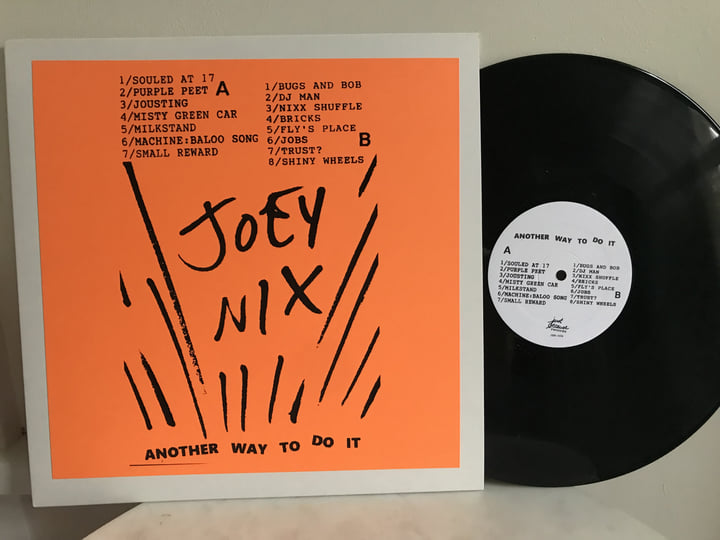 1/SOULED AT 17
2/PURPLE PEET
3/JOUSTING
4/MISTY GREEN CAR
5/MILKSTAND
6/MACHINE:BALOO SONG
7/SMALL REWARD
A
1/BUGS AND BOB
2/DJ MAN
3/NIXX SHUFFLE
4/BRICKS
5/FLY'S PLACE
6/JOBS
7/TRUST?
8/SHINY WHEELS
B
JOEY
NIX
ANOTHER WAY TO DO IT
ANOTHER WAY TO DO IT
A
1/SOULED AT 17
2/PURPLE PEET
3/JOUSTING
4/MISTY GREEN CAR
5/MILKSTAND
6/MACHINE:BALOO SONG
7/SMALL REWARD
1/BUGS AND BOB
2/DJ MAN
3/NIXX SHUFFLE
4/BRICKS
5/FLY'S PLACE
6/JOBS
7/TRUST?
8/SHINY WHEELS
B
just
because
records